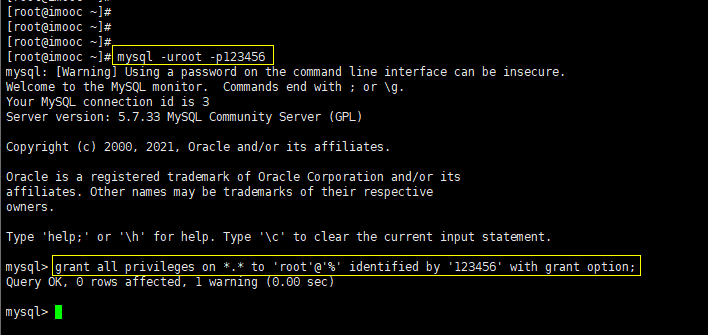 [root@imooc ~]#
[root@imooc ~]#
[root@imooc ~]#
[root@imooc ~]# mysql -uroot -p123456
mysql: [Warning] Using a password on the command line interface can be insecure.
Welcome to the MySQL monitor.  Commands end with ; or \g.
Your MySQL connection id is 3
Server version: 5.7.33 MySQL Community Server (GPL)
Copyright (c) 2000, 2021, Oracle and/or its affiliates.
Oracle is a registered trademark of Oracle Corporation and/or its
affiliates. Other names may be trademarks of their respective
owners.
Type 'help;' or '\h' for help. Type '\c' to clear the current input statement.
mysql> grant all privileges on *.* to 'root'@'%' identified by '123456' with grant option;
Query OK, 0 rows affected, 1 warning (0.00 sec)
mysql>